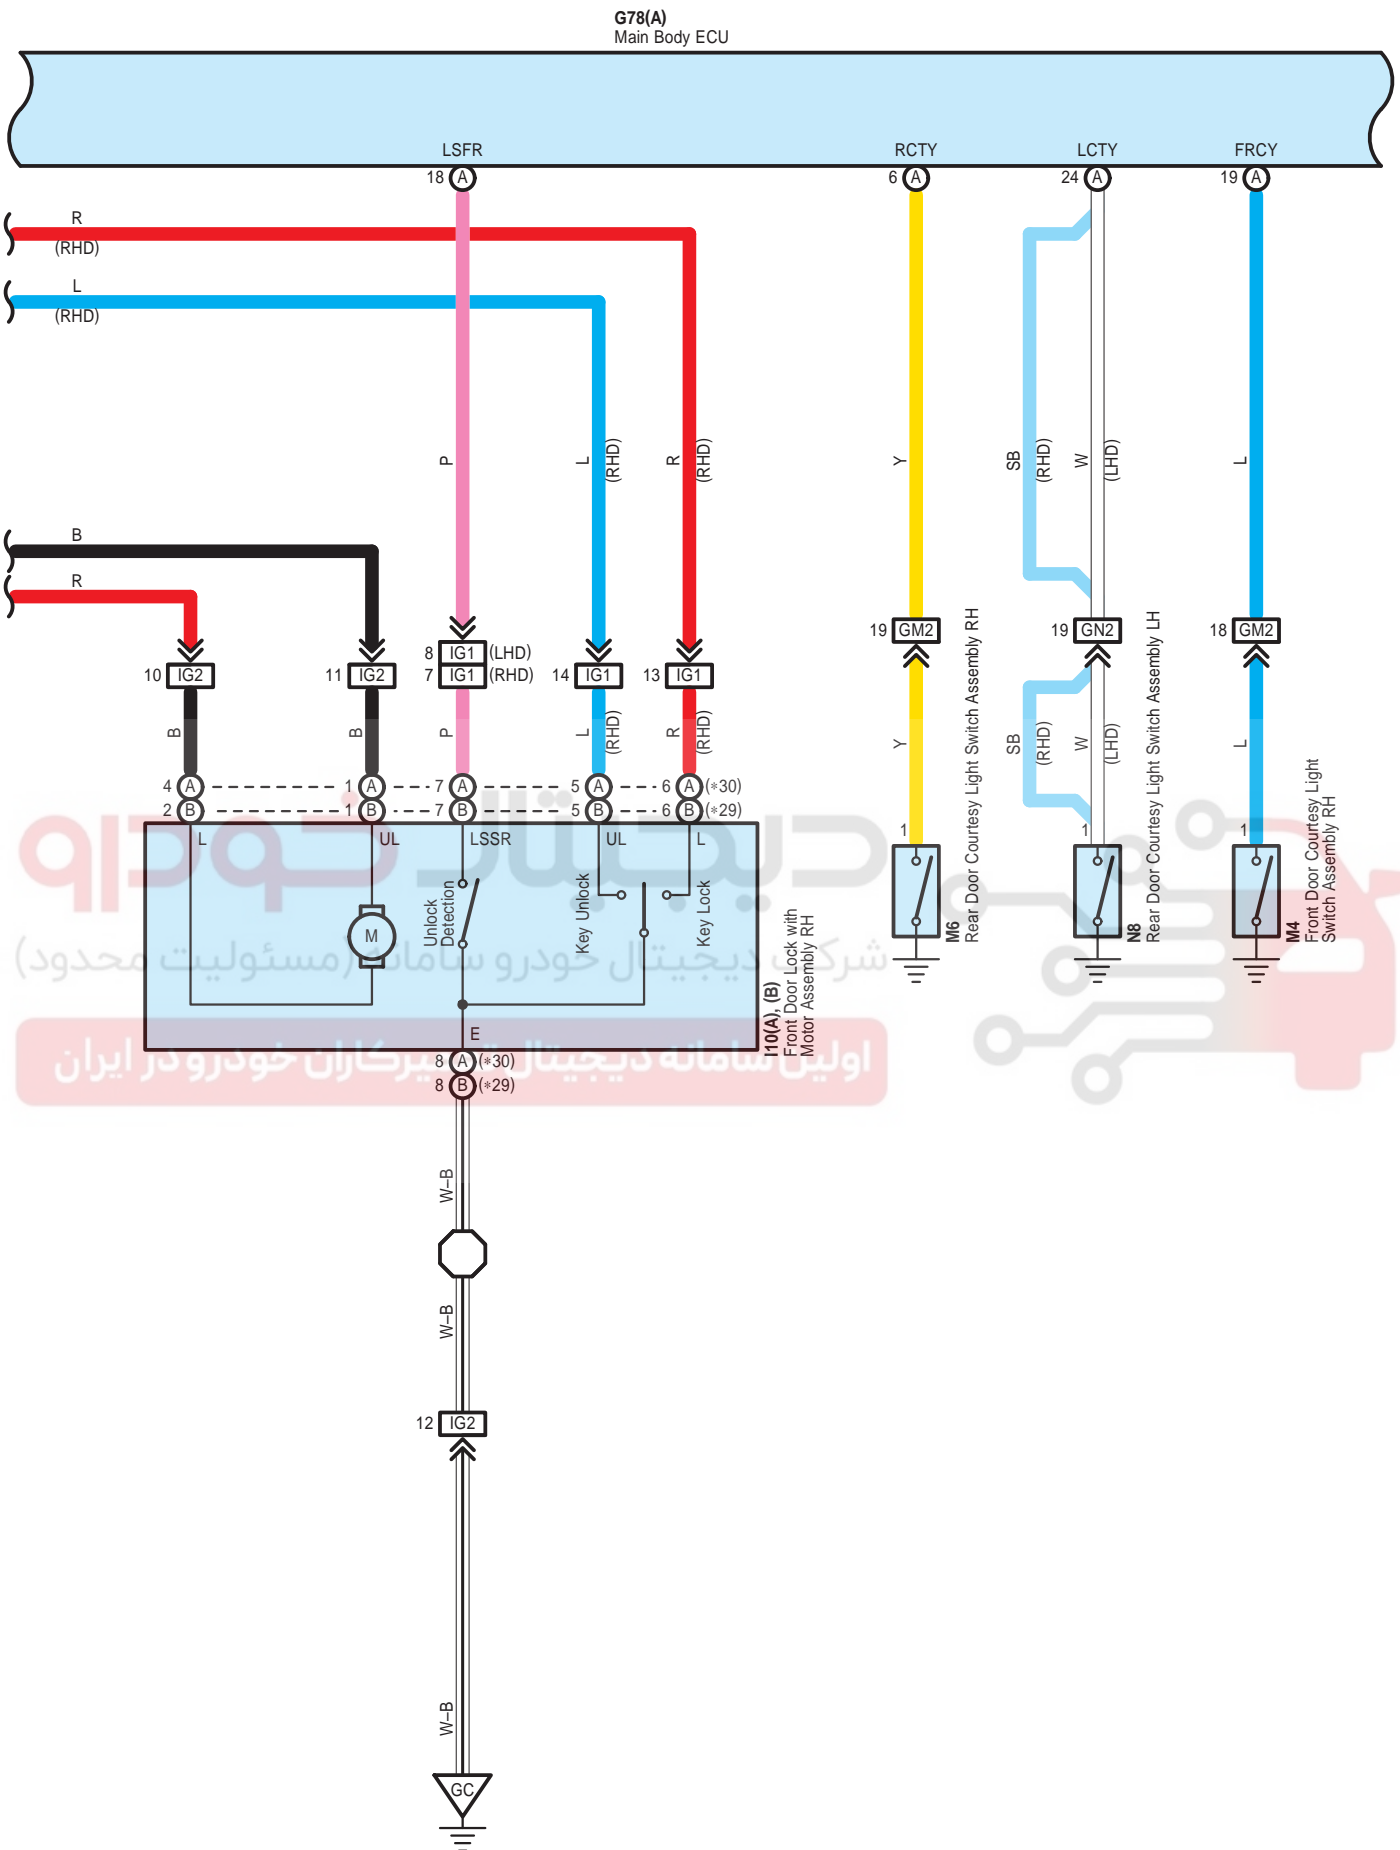 G78(A)
Main Body ECU
LSFR
RCTY
LCTY
FRCY
18 A
6 A
24 A
19 A
R
(RHD)
L
(RHD)
P
L
(RHD)
R
(RHD)
Y
SB
(RHD)
W
(LHD)
L
B
R
10 IG2
11 IG2
8 IG1 (LHD)
7 IG1 (RHD)
14 IG1
13 IG1
19 GM2
19 GN2
18 GM2
B
B
P
L
(RHD)
R
(RHD)
Y
SB
(RHD)
W
(LHD)
L
4 A 1 A 7 A 5 A 6 A (*30)
2 B 1 B 7 B 5 B 6 B (*29)
L
UL
LSSR
UL
L
1
1
1
M
Unlock
Detection
Key Unlock
Key Lock
I10(A), (B)
Front Door Lock with
Motor Assembly RH
M6
Rear Door Courtesy Light Switch Assembly RH
N8
Rear Door Courtesy Light Switch Assembly LH
M4
Front Door Courtesy Light
Switch Assembly RH
دیجیتال خودرو
شرکت دیجیتال خودرو سامانه (مسئولیت محدود)
اولین سامانه دیجیتال تعمیرکاران خودرو در ایران
E
8 A (*30)
8 B (*29)
W–B
W–B
12 IG2
W–B
GC